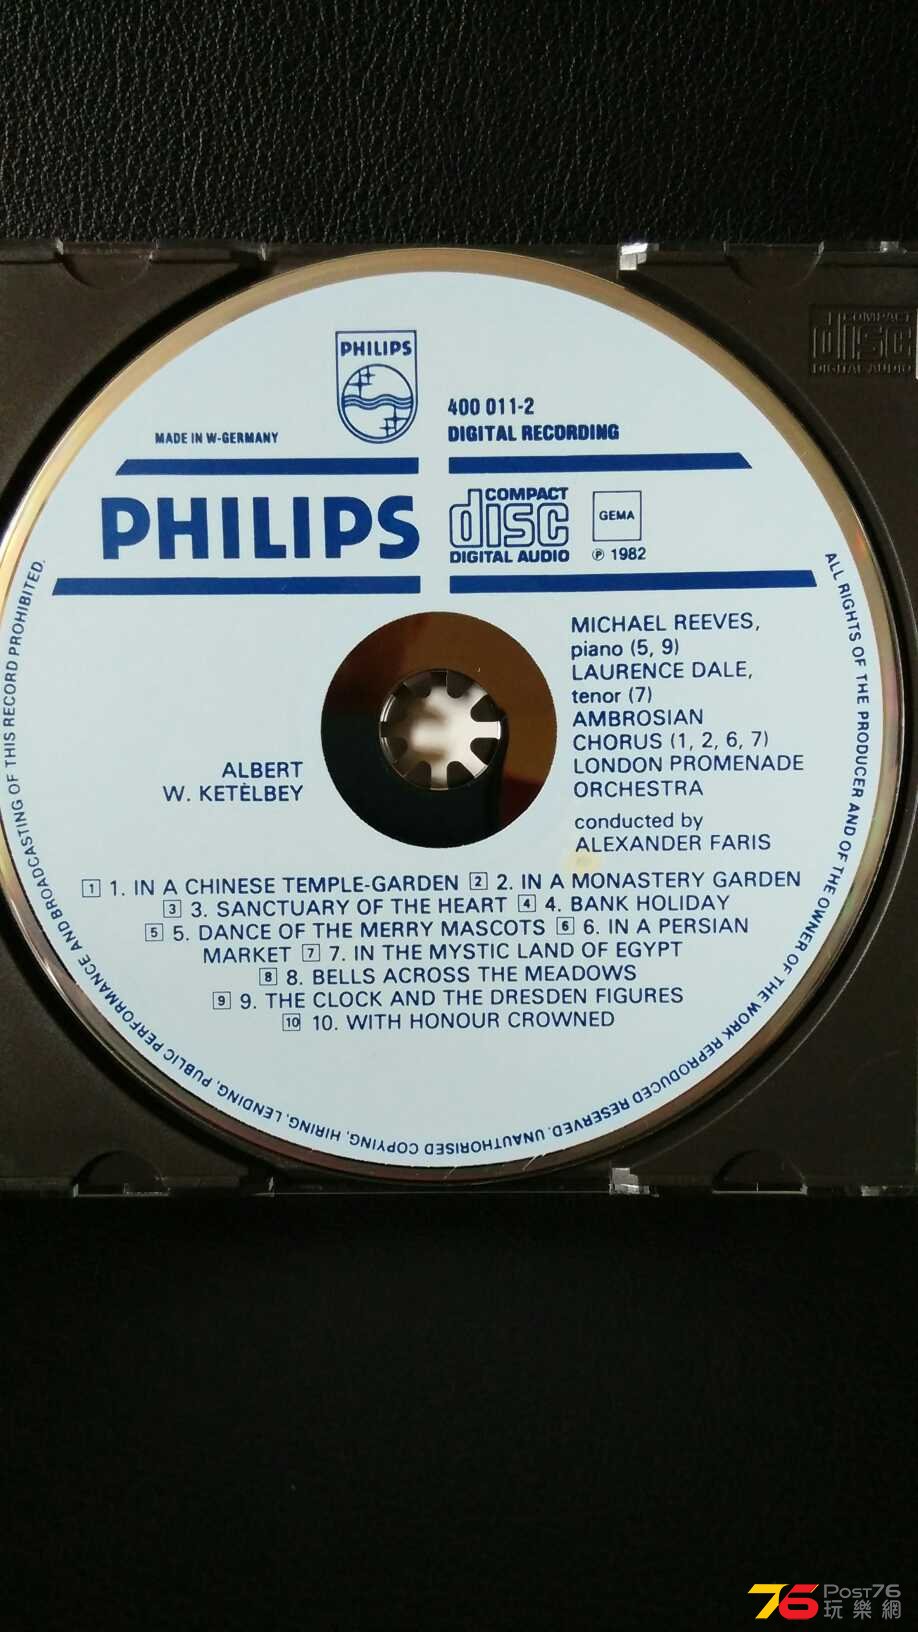 PHILIPS
400 011-2
MADE IN W-GERMANY
DIGITAL RECORDING
PHILIPS
COMPACT
disc
DIGITAL AUDIO
GEMA
℗ 1982
COMPACT
disc
DIGITAL AUDIO
MICHAEL REEVES,
piano (5, 9)
LAURENCE DALE,
tenor (7)
AMBROSIAN
CHORUS (1, 2, 6, 7)
LONDON PROMENADE
ORCHESTRA
conducted by
ALEXANDER FARIS
ALBERT
W. KETÈLBEY
1 1. IN A CHINESE TEMPLE-GARDEN 2 2. IN A MONASTERY GARDEN
3 3. SANCTUARY OF THE HEART 4 4. BANK HOLIDAY
5 5. DANCE OF THE MERRY MASCOTS 6 6. IN A PERSIAN
MARKET 7 7. IN THE MYSTIC LAND OF EGYPT
8 8. BELLS ACROSS THE MEADOWS
9 9. THE CLOCK AND THE DRESDEN FIGURES
10 10. WITH HONOUR CROWNED
ALL RIGHTS OF THE PRODUCER AND OF THE OWNER OF THE WORK REPRODUCED RESERVED. UNAUTHORISED COPYING, HIRING, LENDING, PUBLIC PERFORMANCE AND BROADCASTING OF THIS RECORD PROHIBITED.
76 POST76
玩樂網